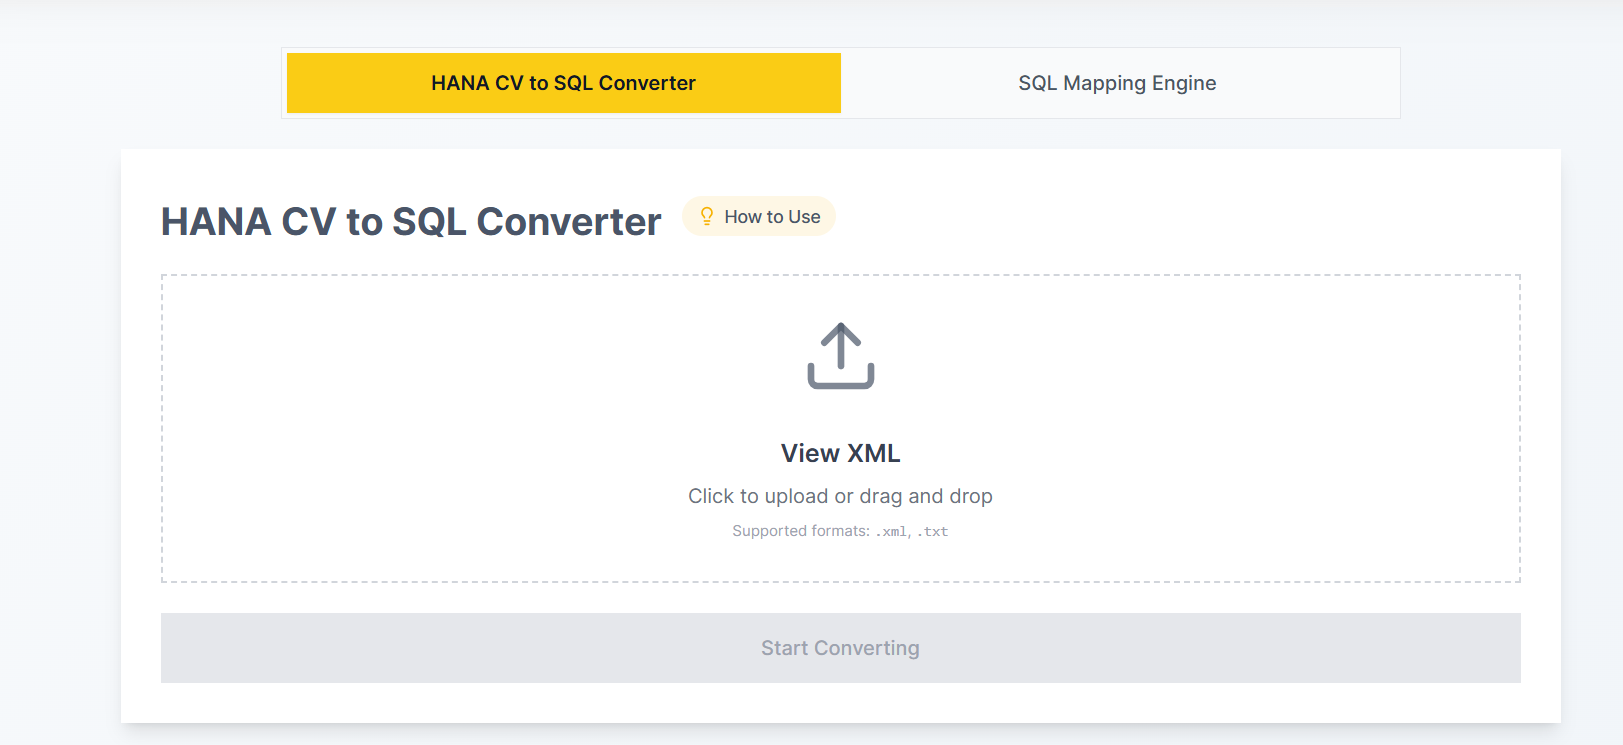 HANA CV to SQL Converter
SQL Mapping Engine
HANA CV to SQL Converter
How to Use
View XML
Click to upload or drag and drop
Supported formats: .xml, .txt
Start Converting